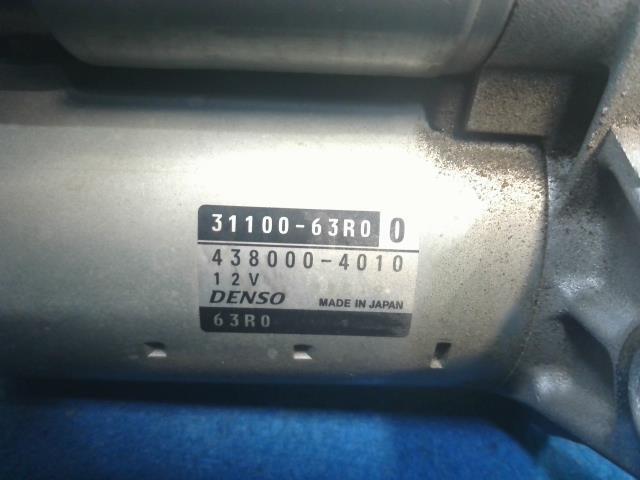 31100-63R0 0
438000-4010
12V
DENSO MADE IN JAPAN
63R0